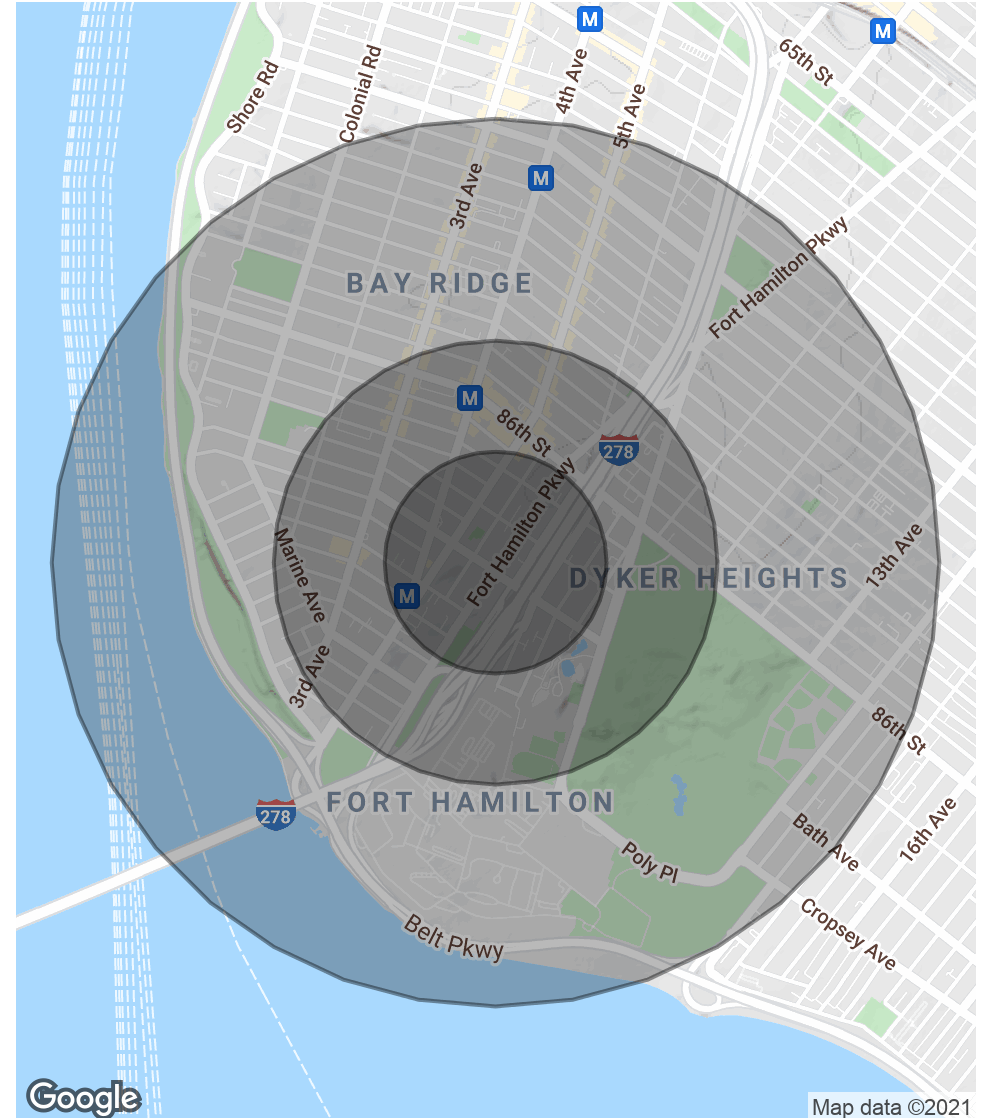 M
M
65th St
Shore Rd
Colonial Rd
4th Ave
5th Ave
M
3rd Ave
Fort Hamilton Pkwy
BAY RIDGE
M
86th St
278
Fort Hamilton Pkwy
13th Ave
Marine Ave
DYKER HEIGHTS
M
3rd Ave
86th St
FORT HAMILTON
278
16th Ave
Bath Ave
Poly Pl
Cropsey Ave
Belt Pkwy
Google
Map data ©2021